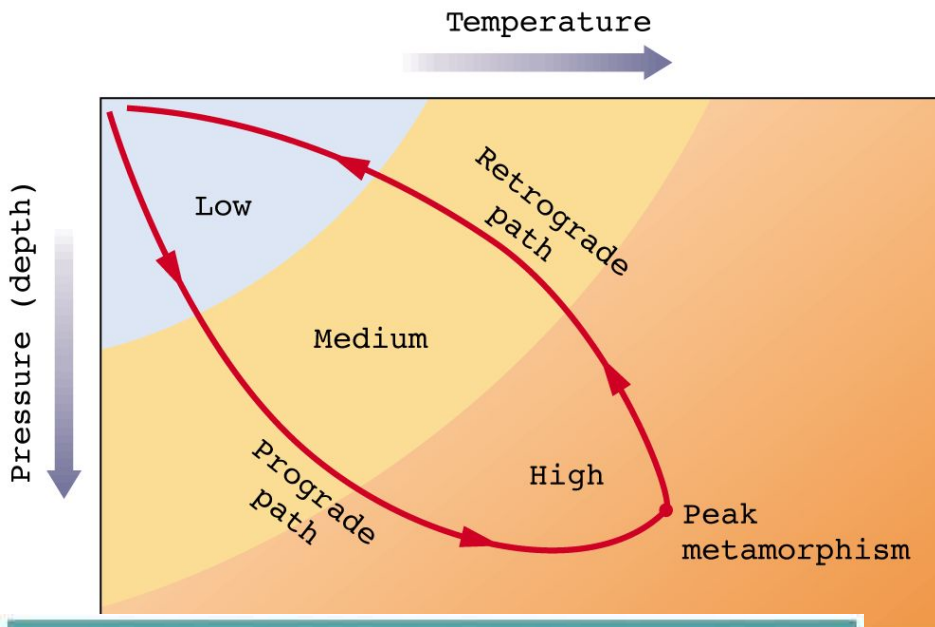 Temperature
Pressure (depth)
Low
Retrograde
path
Medium
Prograde
path
High
Peak
metamorphism